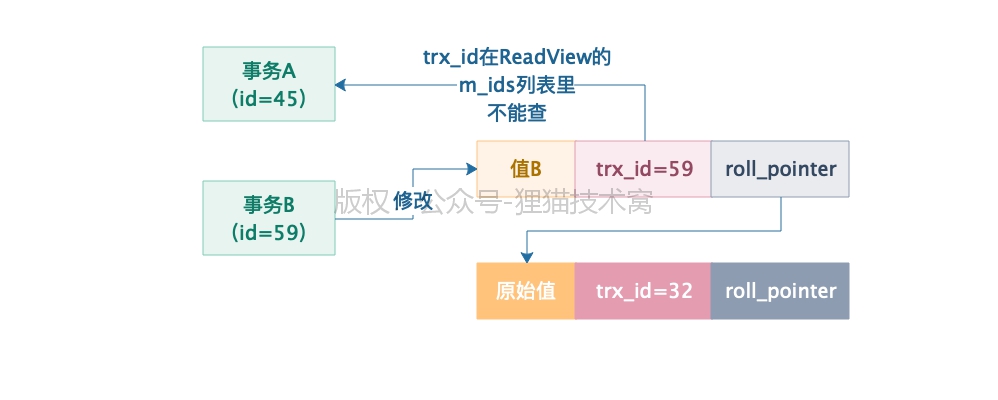 事务A
(id=45)
trx_id在ReadView的
m_ids列表里
不能查
值B
trx_id=59
roll_pointer
事务B
(id=59)
修改
版权 公众号-狸猫技术窝
原始值
trx_id=32
roll_pointer